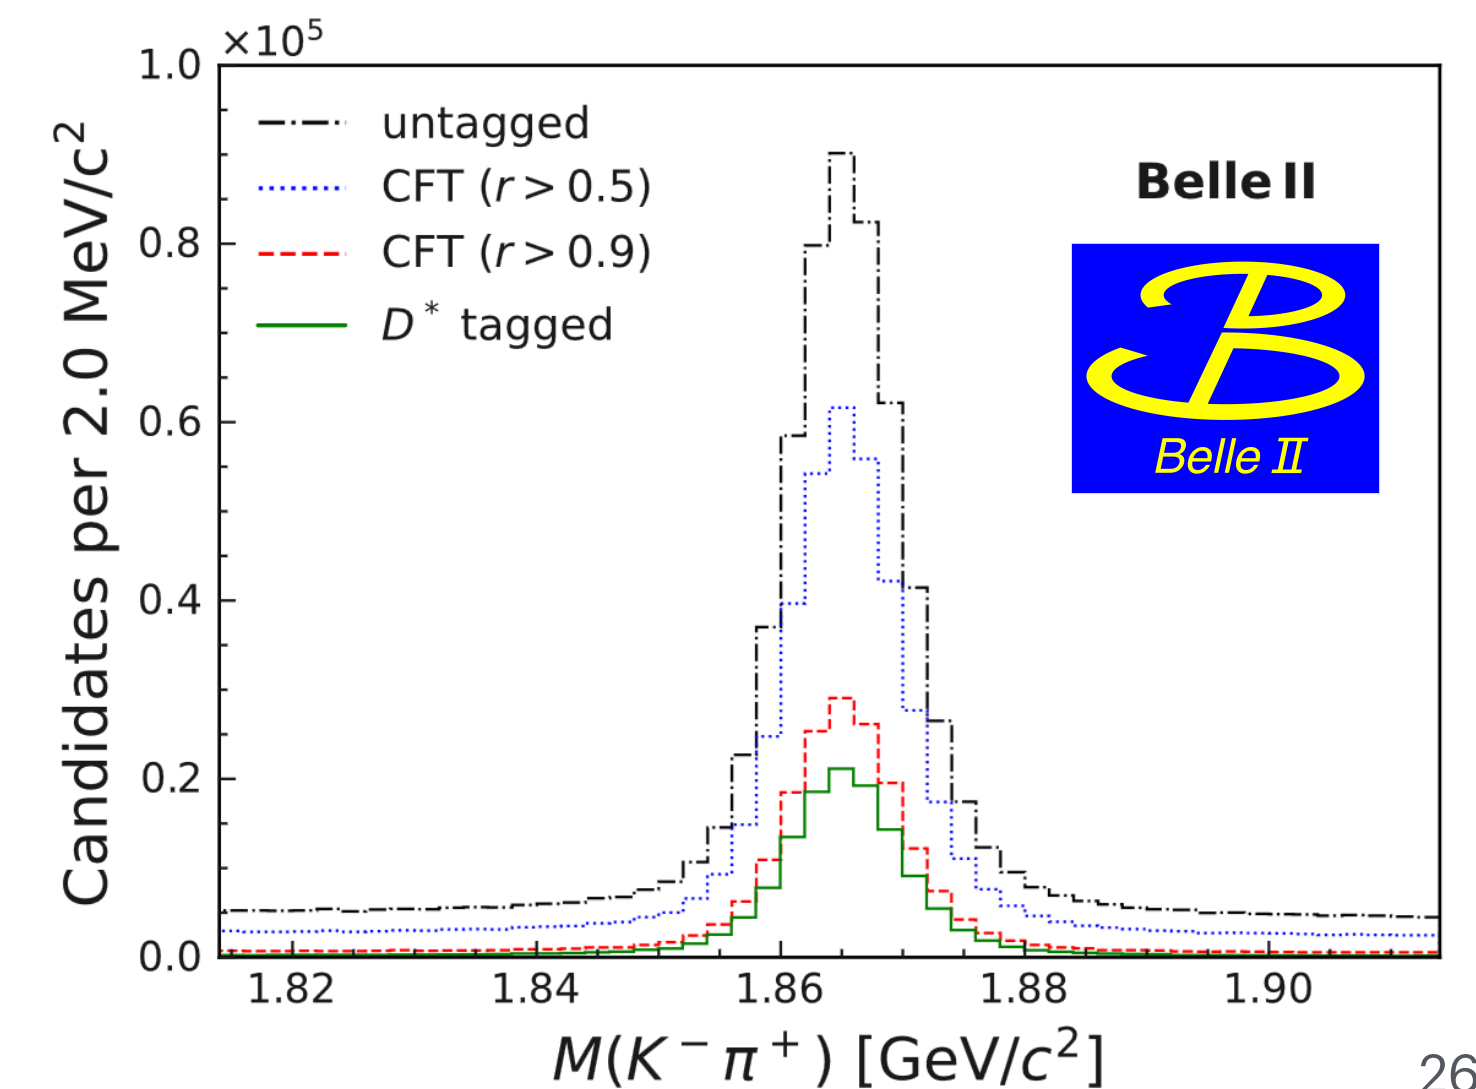 ×10⁵
1.0
0.8
0.6
0.4
0.2
0.0
Candidates per 2.0 MeV/c²
untagged
CFT (r > 0.5)
CFT (r > 0.9)
D* tagged
Belle II
Belle II
1.82 1.84 1.86 1.88 1.90
M(K⁻π⁺) [GeV/c²]
26